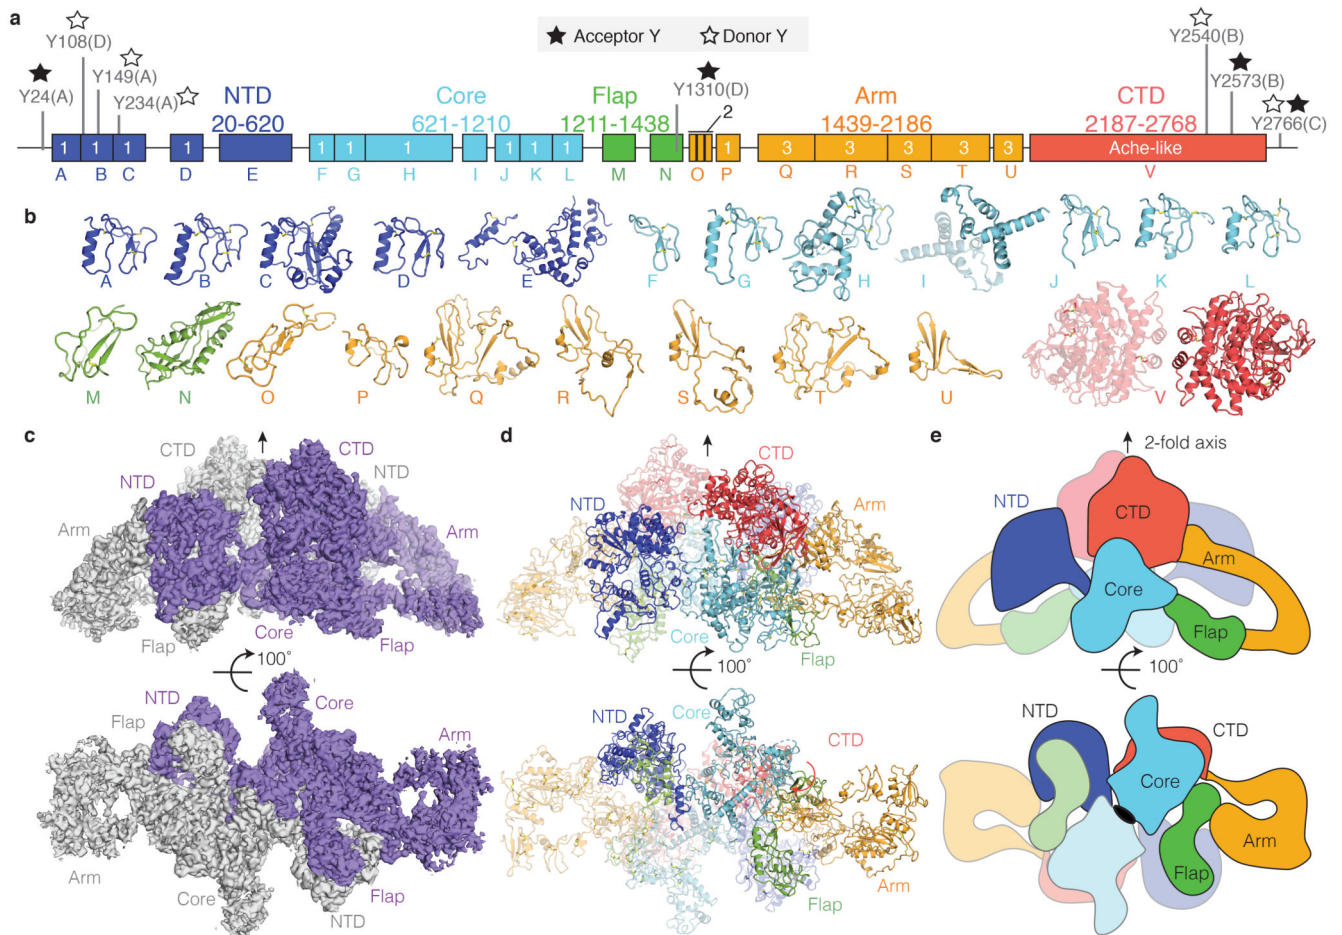 a
Acceptor Y
Donor Y
Y108(D)
Y149(A)
Y24(A)
Y234(A)
Y1310(D)
Y2540(B)
Y2573(B)
Y2766(C)
NTD
20-620
Core
621-1210
Flap
1211-1438
2
Arm
1439-2186
CTD
2187-2768
1 1 1 1 1 1 1 1 1 1 1 3 3 3 3 3 Ache-like
A B C D E F G H I J K L M N O P Q R S T U V
b
A B C D E F G H I J K L
M N O P Q R S T U V
c
CTD
CTD
NTD
NTD
Arm
Arm
Flap
Core
Flap
100°
NTD
Flap
Core
Arm
Arm
Core
Flap
NTD
d
CTD
NTD
Arm
Core
Flap
100°
NTD
Core
CTD
Arm
Flap
e
2-fold axis
NTD
CTD
Arm
Core
Flap
100°
NTD
CTD
Core
Arm
Flap